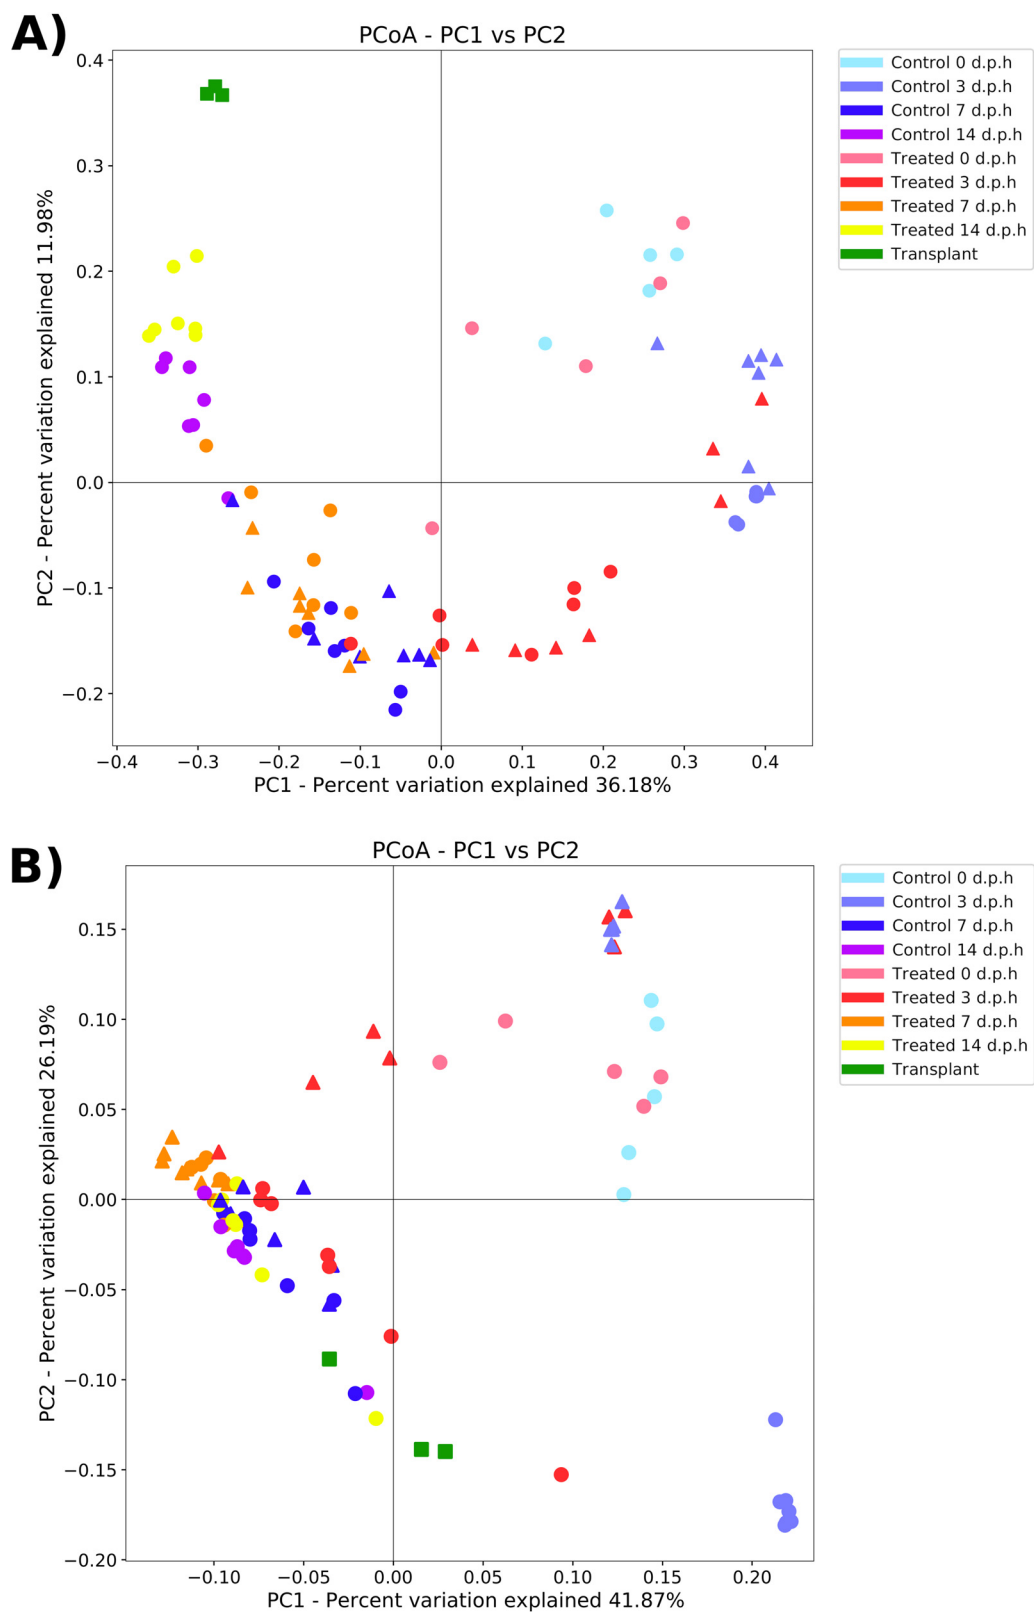 A)
PCoA - PC1 vs PC2
0.4
0.3
0.2
0.1
0.0
−0.1
−0.2
PC2 - Percent variation explained 11.98%
−0.4 −0.3 −0.2 −0.1 0.0 0.1 0.2 0.3 0.4
PC1 - Percent variation explained 36.18%
Control 0 d.p.h
Control 3 d.p.h
Control 7 d.p.h
Control 14 d.p.h
Treated 0 d.p.h
Treated 3 d.p.h
Treated 7 d.p.h
Treated 14 d.p.h
Transplant
B)
PCoA - PC1 vs PC2
0.15
0.10
0.05
0.00
−0.05
−0.10
−0.15
−0.20
PC2 - Percent variation explained 26.19%
−0.10 −0.05 0.00 0.05 0.10 0.15 0.20
PC1 - Percent variation explained 41.87%
Control 0 d.p.h
Control 3 d.p.h
Control 7 d.p.h
Control 14 d.p.h
Treated 0 d.p.h
Treated 3 d.p.h
Treated 7 d.p.h
Treated 14 d.p.h
Transplant